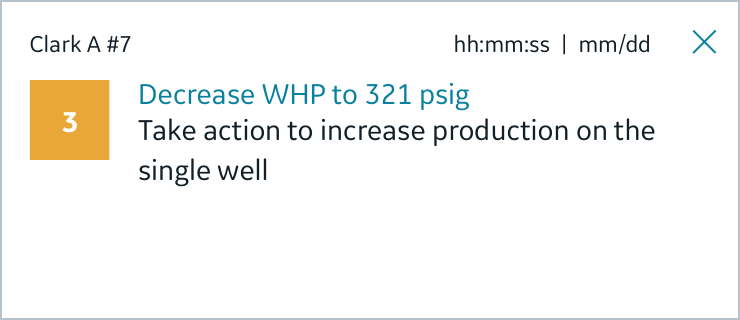 Clark A #7
hh:mm:ss | mm/dd
3
Decrease WHP to 321 psig
Take action to increase production on the
single well